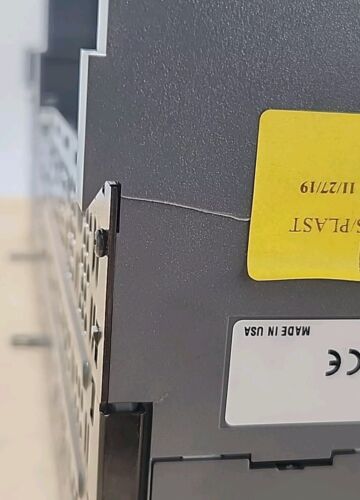 CE
MADE IN USA
S/PLAST
11/27/19